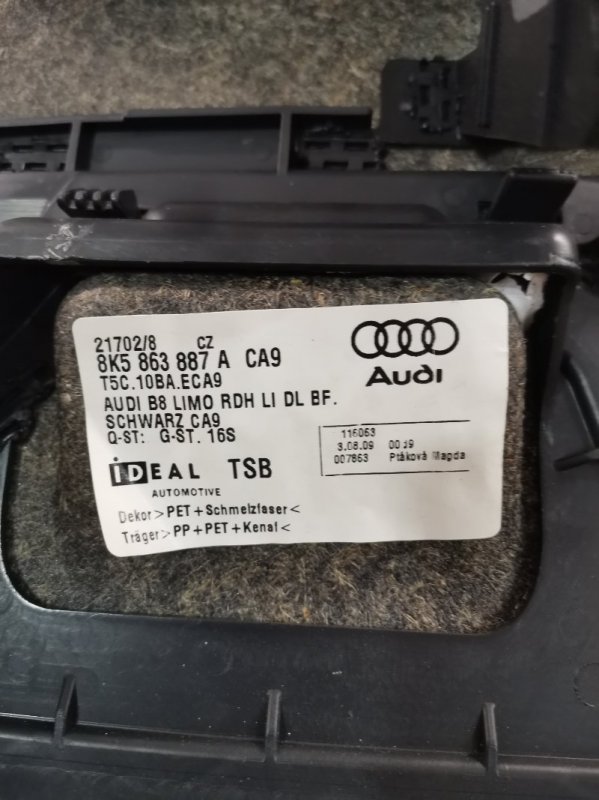 21702/8 CZ
8K5 863 887 A CA9
T5C.10BA.ECA9
AUDI B8 LIMO RDH LI DL BF.
SCHWARZ CA9
Q-ST: G-ST. 16S
iDEAL TSB
AUTOMOTIVE
Dekor>PET+Schmelzfaser<
Träger>PP+PET+Kenaf<
Audi
116063
3.08.09
007863 Ptáková Magda